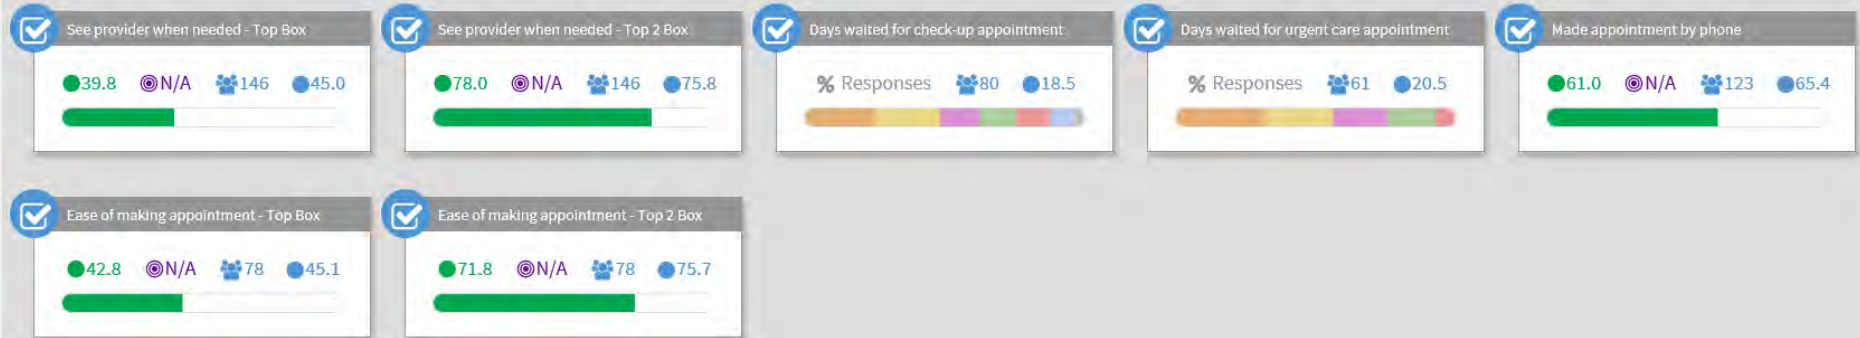 See provider when needed - Top Box
39.8 N/A 146 45.0
See provider when needed - Top 2 Box
78.0 N/A 146 75.8
Days waited for check-up appointment
% Responses 80 18.5
Days waited for urgent care appointment
% Responses 61 20.5
Made appointment by phone
61.0 N/A 123 65.4
Ease of making appointment - Top Box
42.8 N/A 78 45.1
Ease of making appointment - Top 2 Box
71.8 N/A 78 75.7